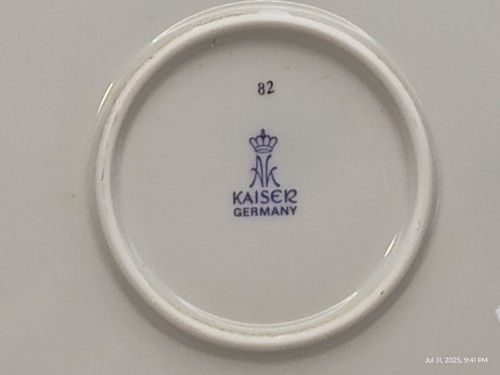 82
AK
KAISER
GERMANY
Jul 31, 2025, 9:41 PM